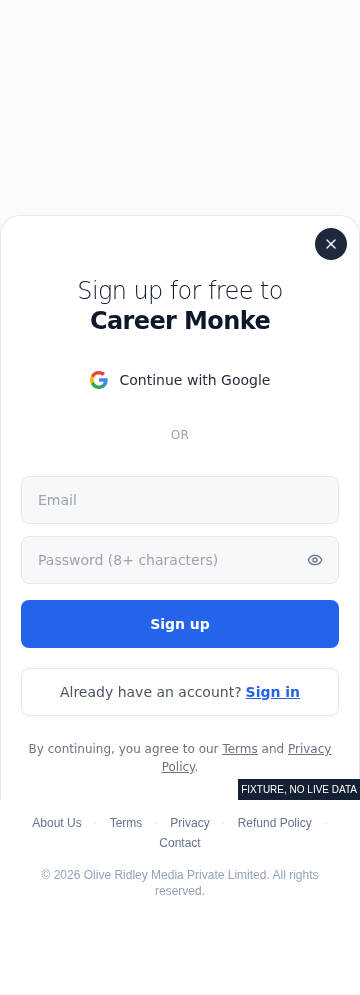 Sign up for free to
Career Monke
Continue with Google
OR
Email
Password (8+ characters)
Sign up
Already have an account? Sign in
By continuing, you agree to our Terms and Privacy
Policy.
FIXTURE, NO LIVE DATA
About Us · Terms · Privacy · Refund Policy ·
Contact
© 2026 Olive Ridley Media Private Limited. All rights
reserved.